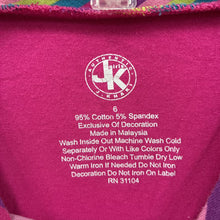 AUTHENTIC
girls
JK
6
95% Cotton 5% Spandex
Exclusive Of Decoration
Made in Malaysia
Wash Inside Out Machine Wash Cold
Separately Or With Like Colors Only
Non-Chlorine Bleach Tumble Dry Low
Warm Iron If Needed Do Not Iron
Decoration Do Not Iron on Label
RN 31104